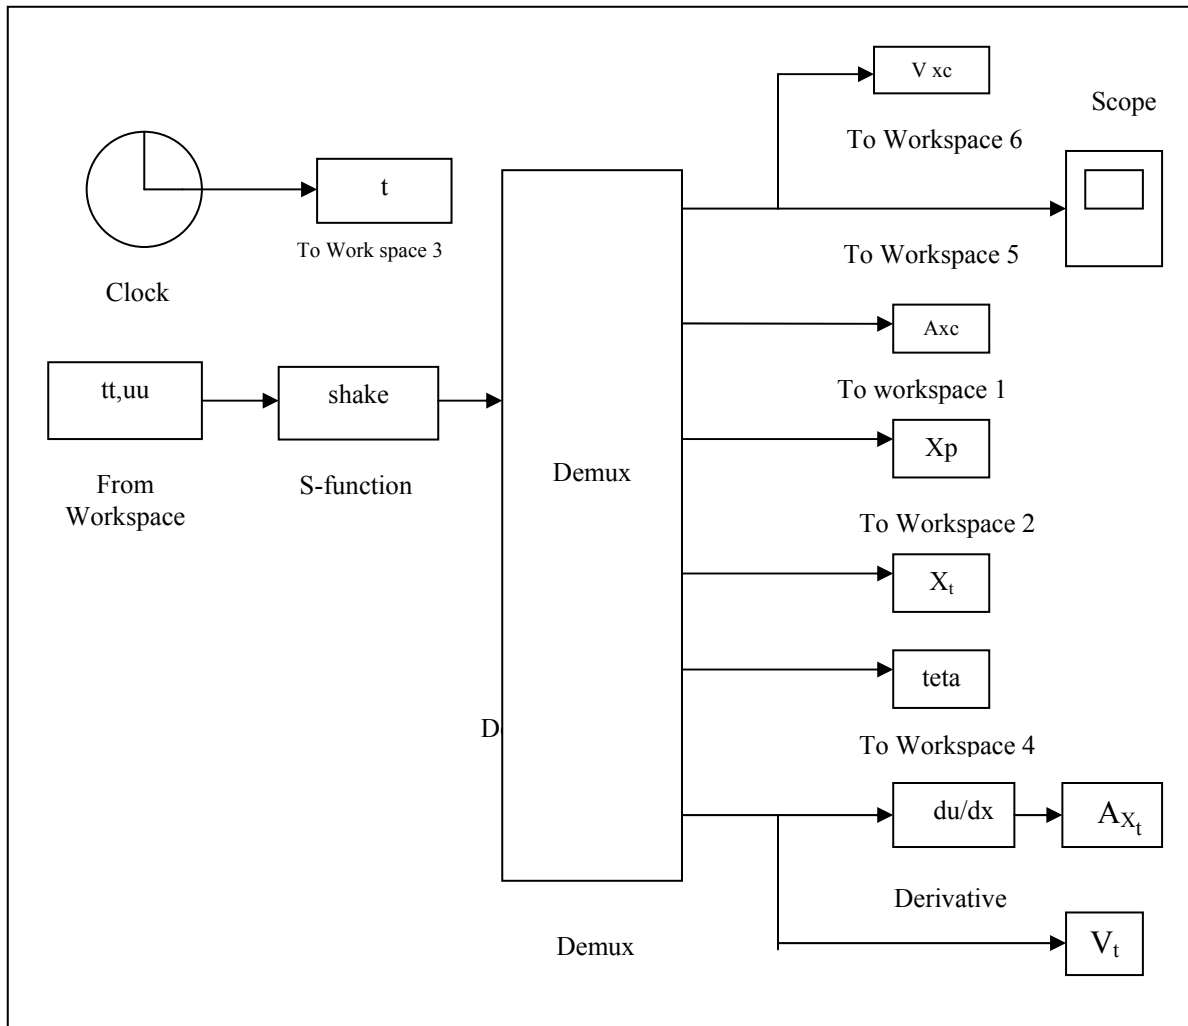 V xc
Scope
To Workspace 6
t
To Work space 3
To Workspace 5
Clock
Axc
tt,uu
shake
To workspace 1
Xp
Demux
From
Workspace
S-function
To Workspace 2
Xt
teta
D
To Workspace 4
du/dx
AXt
Derivative
Demux
Vt